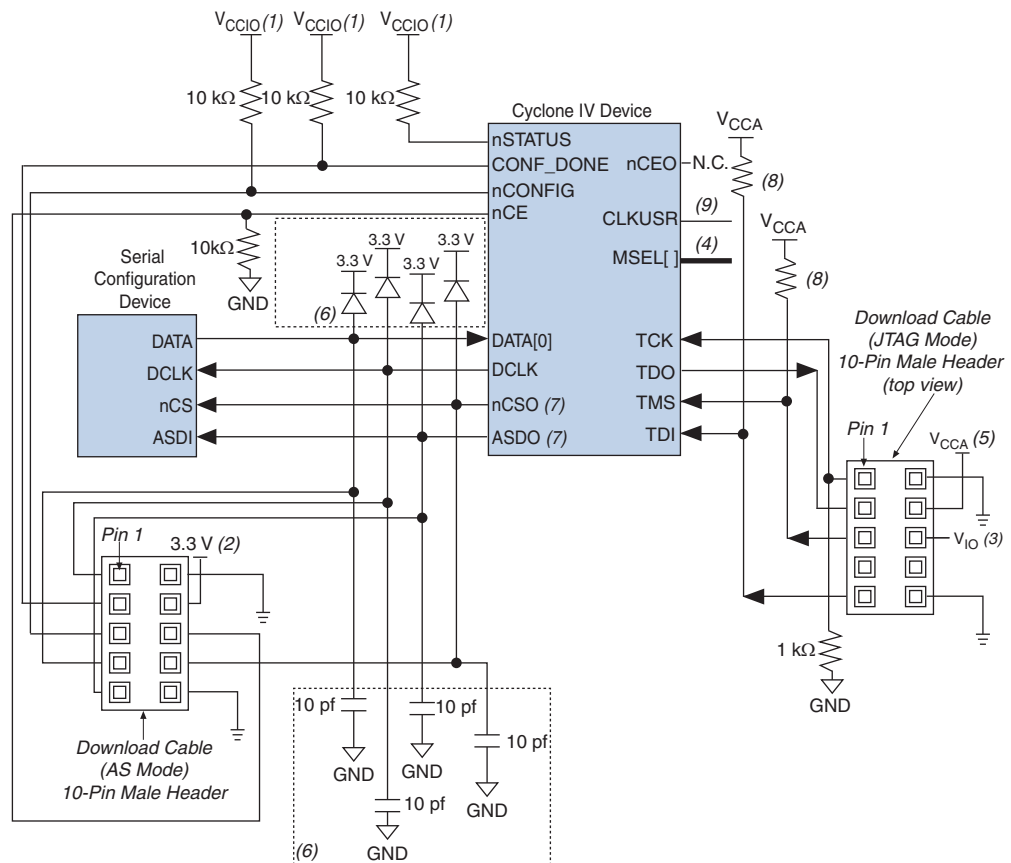 VCCIO (1)
VCCIO (1)
VCCIO (1)
10 kΩ
10 kΩ
10 kΩ
Cyclone IV Device
nSTATUS
CONF_DONE
nCONFIG
nCE
nCEO
N.C.
CLKUSR
(9)
MSEL[ ]
(4)
VCCA
(8)
VCCA
(8)
10kΩ
GND
3.3 V
3.3 V
3.3 V
3.3 V
(6)
Serial
Configuration
Device
DATA
DCLK
nCS
ASDI
DATA[0]
DCLK
nCSO (7)
ASDO (7)
TCK
TDO
TMS
TDI
Download Cable
(JTAG Mode)
10-Pin Male Header
(top view)
Pin 1
VCCA (5)
VIO (3)
1 kΩ
GND
Pin 1
3.3 V (2)
Download Cable
(AS Mode)
10-Pin Male Header
10 pf
GND
10 pf
GND
10 pf
GND
10 pf
GND
(6)